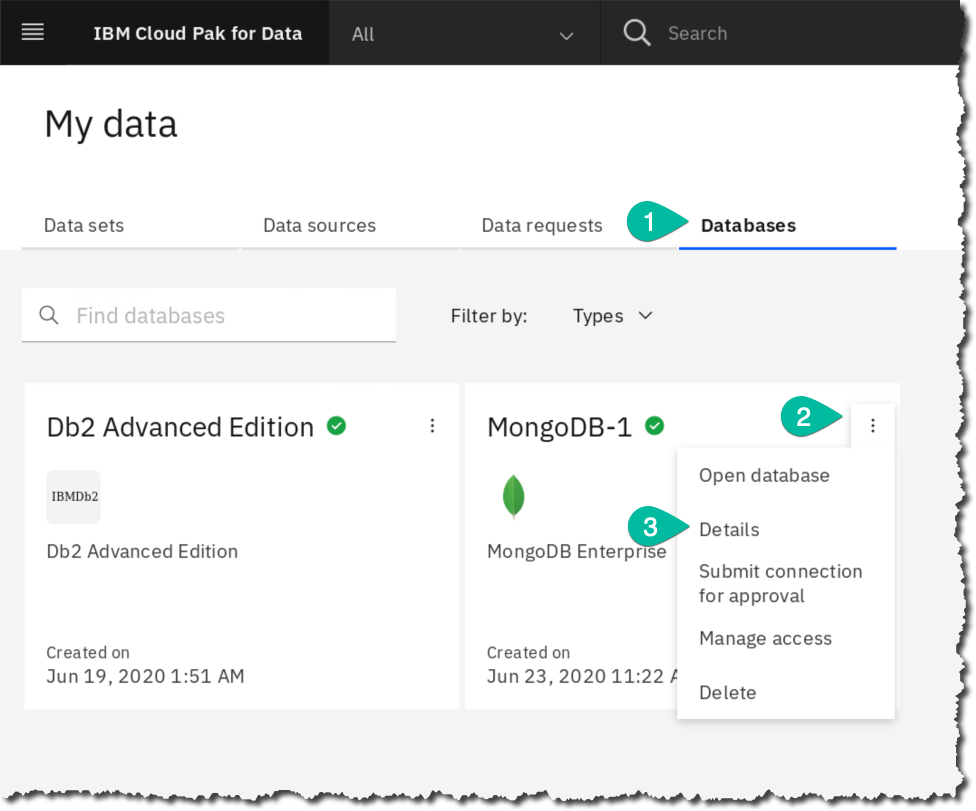 IBM Cloud Pak for Data
All
Search
My data
Data sets
Data sources
Data requests
1
Databases
Find databases
Filter by:
Types
Db2 Advanced Edition
MongoDB-1
2
IBMDb2
Open database
3
Details
Db2 Advanced Edition
MongoDB Enterprise
Submit connection
for approval
Manage access
Created on
Jun 19, 2020 1:51 AM
Created on
Jun 23, 2020 11:22 A
Delete